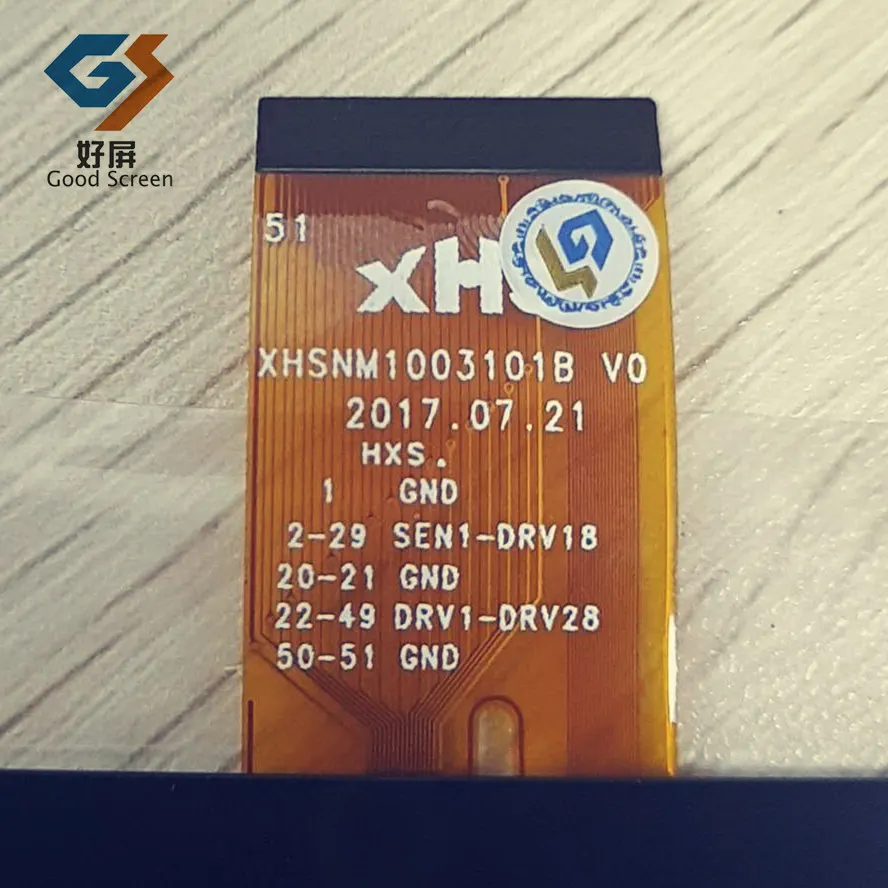 GS
好屏
Good Screen
51
XHS
XHSNM1003101B V0
2017.07.21
HXS.
1 GND
2-29 SEN1-DRV18
20-21 GND
22-49 DRV1-DRV28
50-51 GND